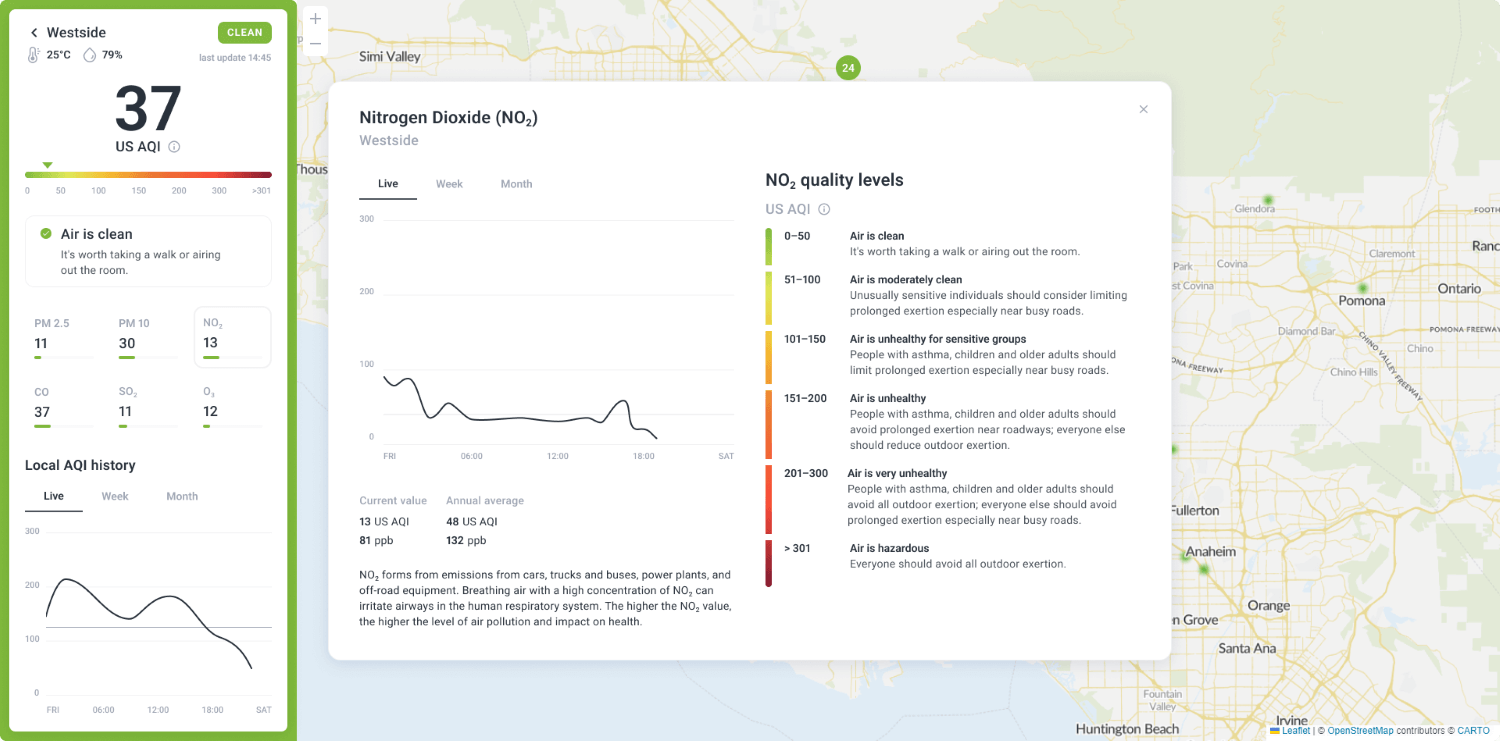 Westside
CLEAN
25°C
79%
last update 14:45
37
US AQI
0 50 100 150 200 300 >301
Air is clean
It's worth taking a walk or airing
out the room.
PM 2.5
11
PM 10
30
NO₂
13
CO
37
SO₂
11
O₃
12
Local AQI history
Live Week Month
300
200
100
0
FRI 06:00 12:00 18:00 SAT
+
−
Simi Valley
24
Thous
Nitrogen Dioxide (NO₂)
Westside
×
Live Week Month
300
200
100
0
FRI 06:00 12:00 18:00 SAT
Current value
13 US AQI
81 ppb
Annual average
48 US AQI
132 ppb
NO₂ forms from emissions from cars, trucks and buses, power plants, and
off-road equipment. Breathing air with a high concentration of NO₂ can
irritate airways in the human respiratory system. The higher the NO₂ value,
the higher the level of air pollution and impact on health.
NO₂ quality levels
US AQI
0–50 Air is clean
It's worth taking a walk or airing out the room.
51–100 Air is moderately clean
Unusually sensitive individuals should consider limiting
prolonged exertion especially near busy roads.
101–150 Air is unhealthy for sensitive groups
People with asthma, children and older adults should
limit prolonged exertion especially near busy roads.
151–200 Air is unhealthy
People with asthma, children and older adults should
avoid prolonged exertion near roadways; everyone else
should reduce outdoor exertion.
201–300 Air is very unhealthy
People with asthma, children and older adults should
avoid all outdoor exertion; everyone else should avoid
prolonged exertion especially near busy roads.
> 301 Air is hazardous
Everyone should avoid all outdoor exertion.
Glendora
FOOTH
Ranc
Claremont
Park
Covina
st Covina
Pomona
Ontario
Diamond Bar
POMONA FREEWAY
CHINO VALLEY FREEWAY
Chino
ONA FREEWAY
Chino Hills
Fullerton
Anaheim
Orange
n Grove
Santa Ana
Fountain
Valley
Irvine
Huntington Beach
Leaflet | © OpenStreetMap contributors © CARTO